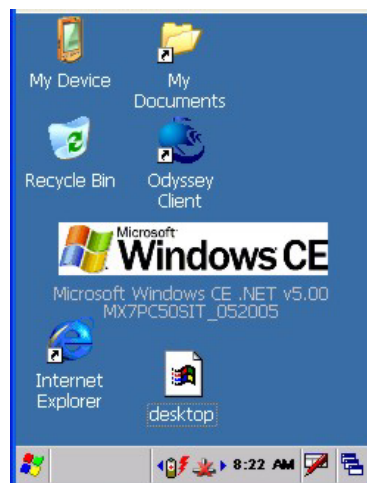 My Device
My
Documents
Recycle Bin
Odyssey
Client
Microsoft
Windows CE
Microsoft Windows CE .NET v5.00
MX7PC50SIT_052005
Internet
Explorer
desktop
8:22 AM